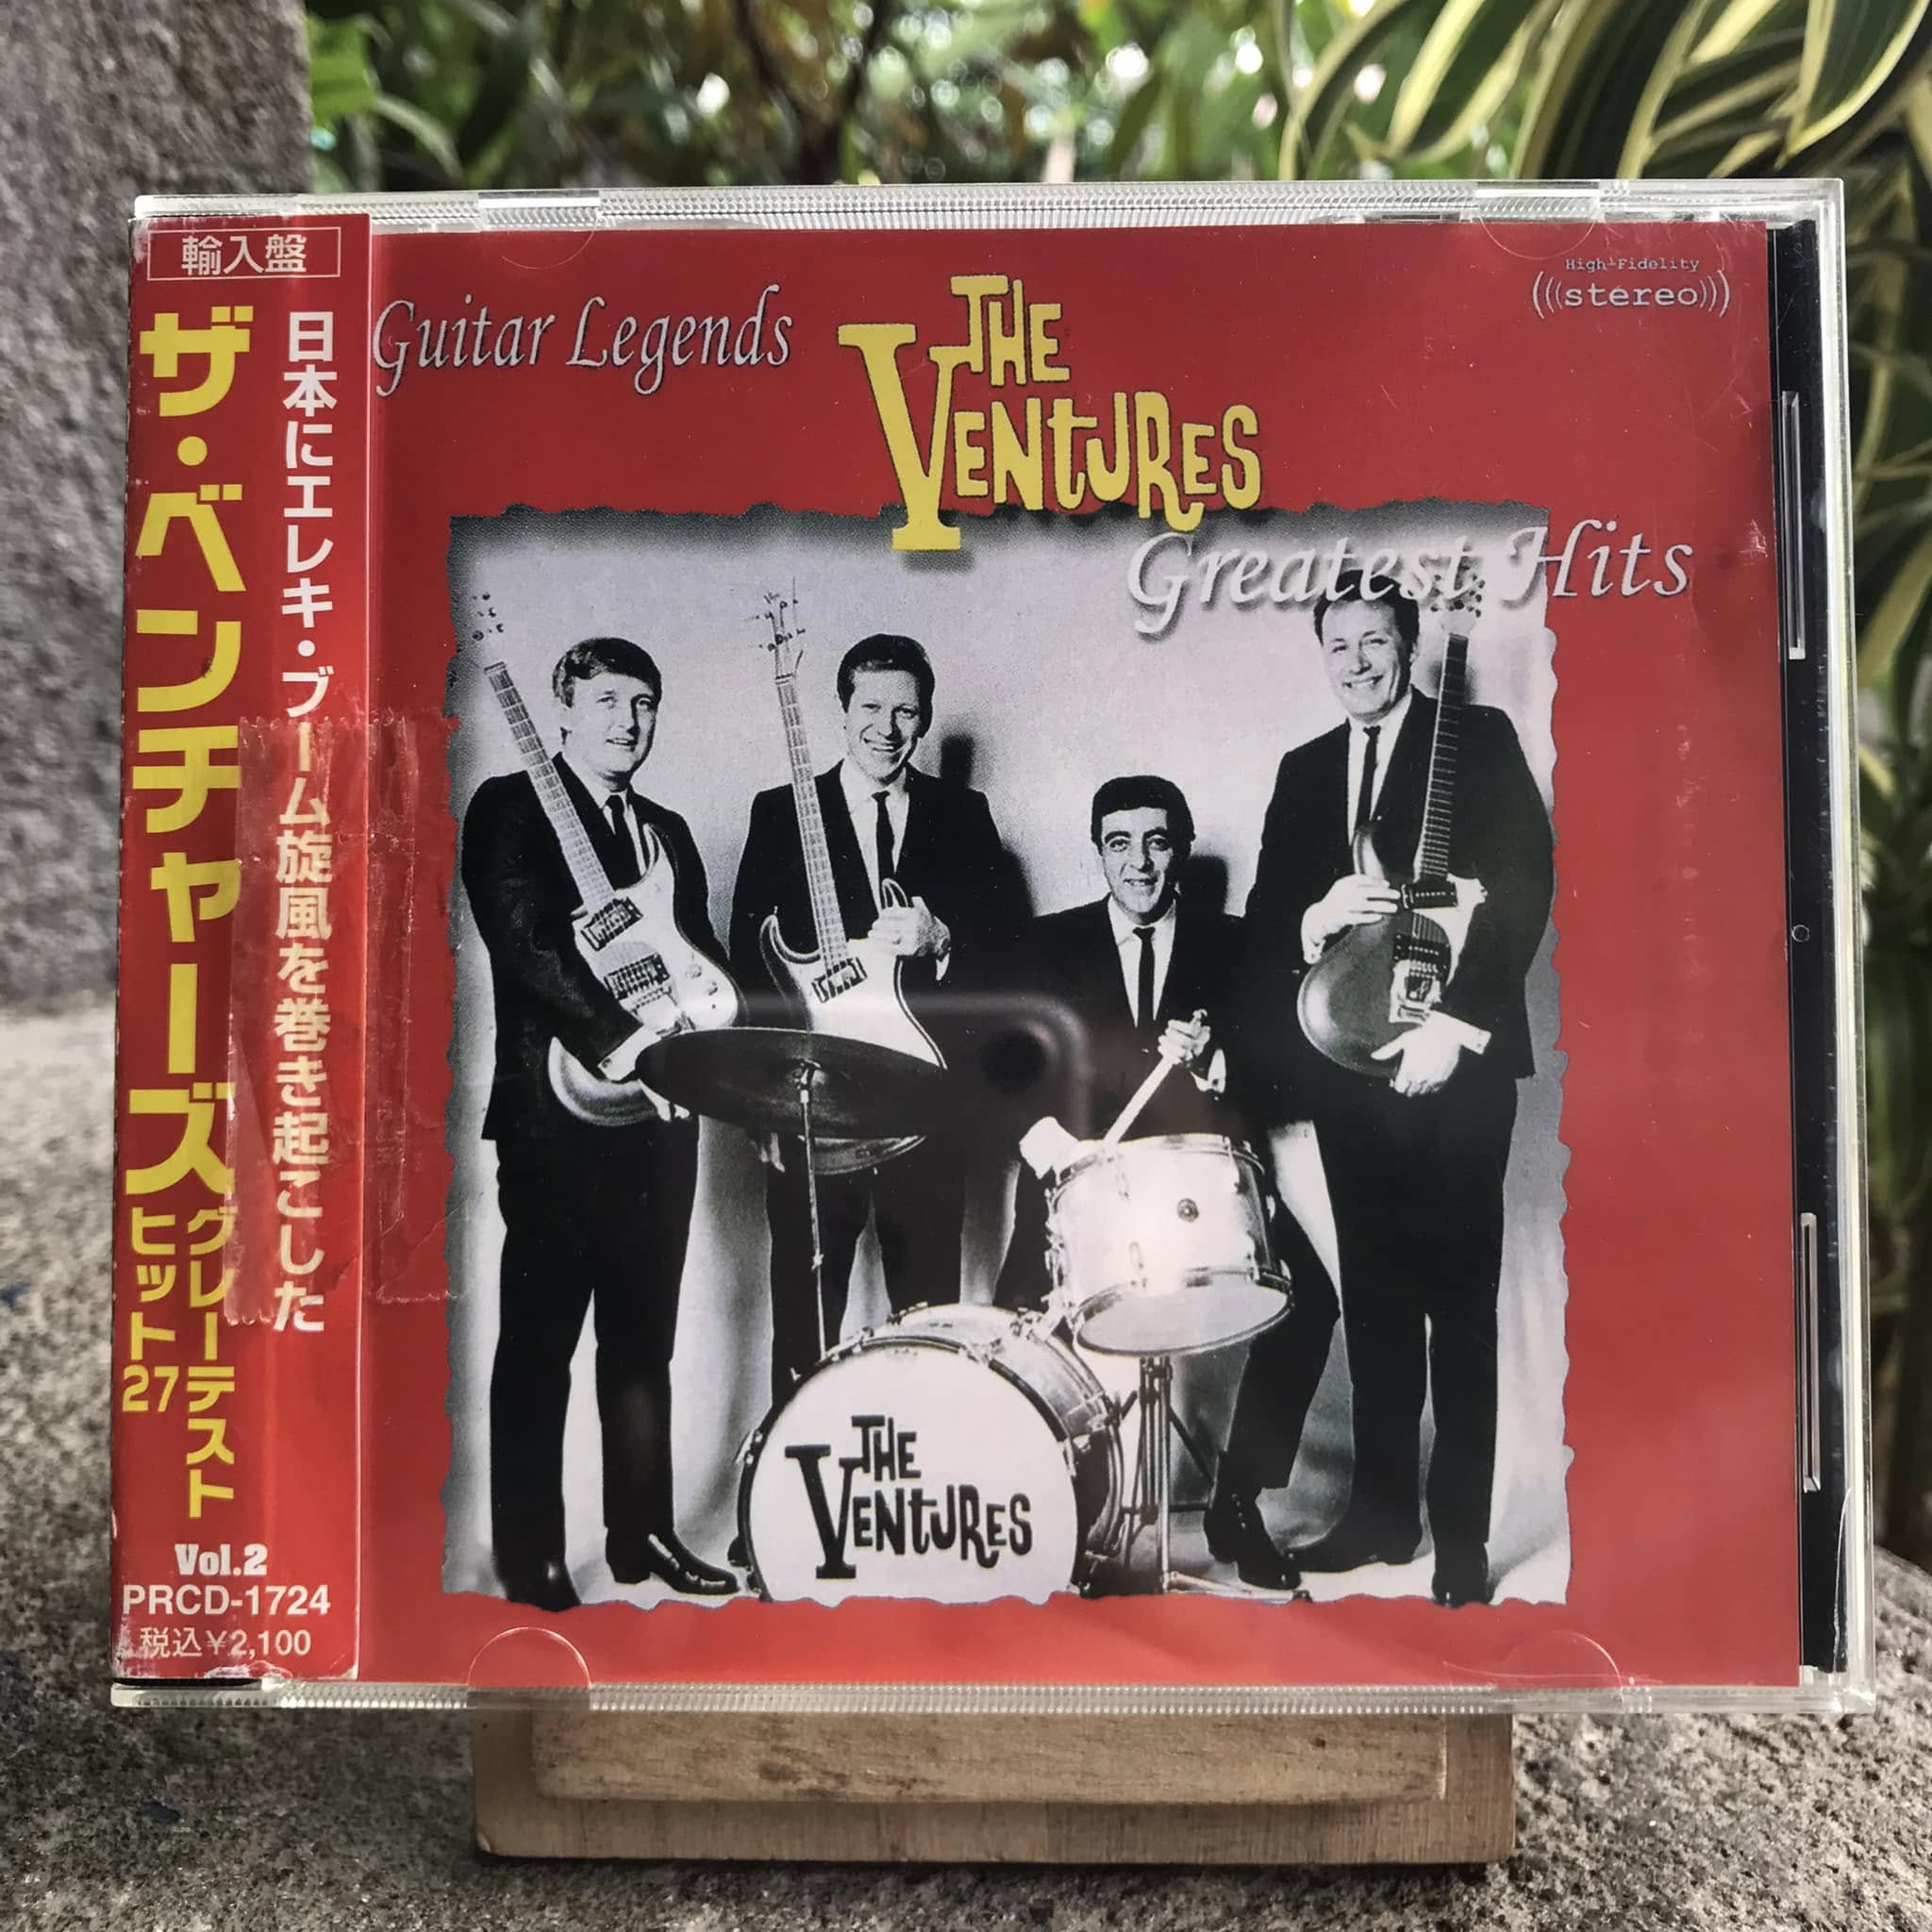 輸入盤
日本にエレキ・ブーム旋風を巻き起こした
ザ・ベンチャーズ
グレーテスト
ヒット27
Vol.2
PRCD-1724
税込¥2,100
Guitar Legends
THE
VENTURES
Greatest Hits
High-Fidelity
(((stereo)))
THE
VENTURES